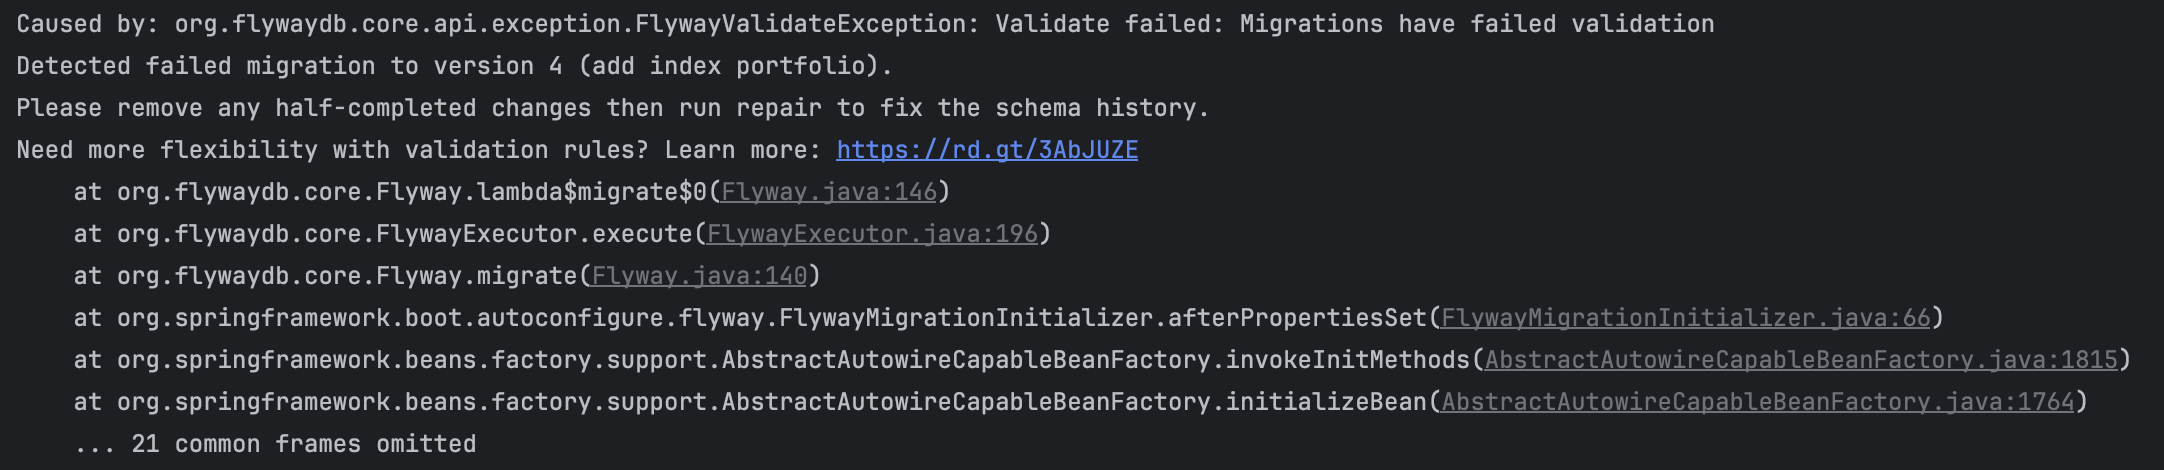 Caused by: org.flywaydb.core.api.exception.FlywayValidateException: Validate failed: Migrations have failed validation
Detected failed migration to version 4 (add index portfolio).
Please remove any half-completed changes then run repair to fix the schema history.
Need more flexibility with validation rules? Learn more: https://rd.gt/3AbJUZE
    at org.flywaydb.core.Flyway.lambda$migrate$0(Flyway.java:146)
    at org.flywaydb.core.FlywayExecutor.execute(FlywayExecutor.java:196)
    at org.flywaydb.core.Flyway.migrate(Flyway.java:140)
    at org.springframework.boot.autoconfigure.flyway.FlywayMigrationInitializer.afterPropertiesSet(FlywayMigrationInitializer.java:66)
    at org.springframework.beans.factory.support.AbstractAutowireCapableBeanFactory.invokeInitMethods(AbstractAutowireCapableBeanFactory.java:1815)
    at org.springframework.beans.factory.support.AbstractAutowireCapableBeanFactory.initializeBean(AbstractAutowireCapableBeanFactory.java:1764)
    ... 21 common frames omitted